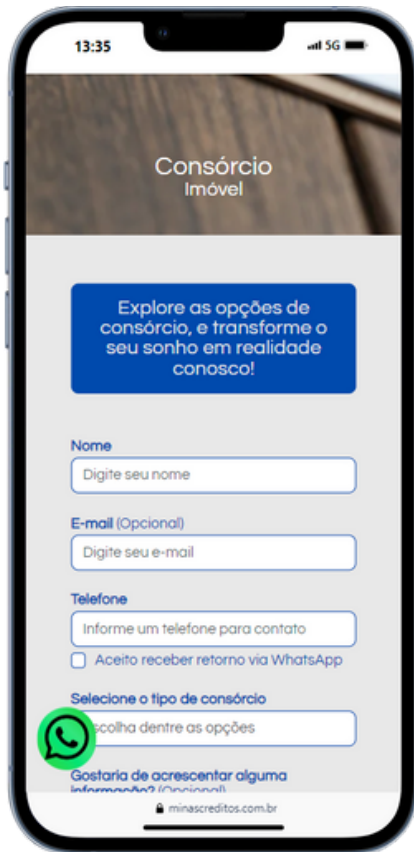 13:35
5G
Consórcio
Imóvel
Explore as opções de
consórcio, e transforme o
seu sonho em realidade
conosco!
Nome
Digite seu nome
E-mail (Opcional)
Digite seu e-mail
Telefone
Informe um telefone para contato
Aceito receber retorno via WhatsApp
Selecione o tipo de consórcio
scolha dentre as opções
Gostaria de acrescentar alguma
informação? (Opcional)
minascreditos.com.br